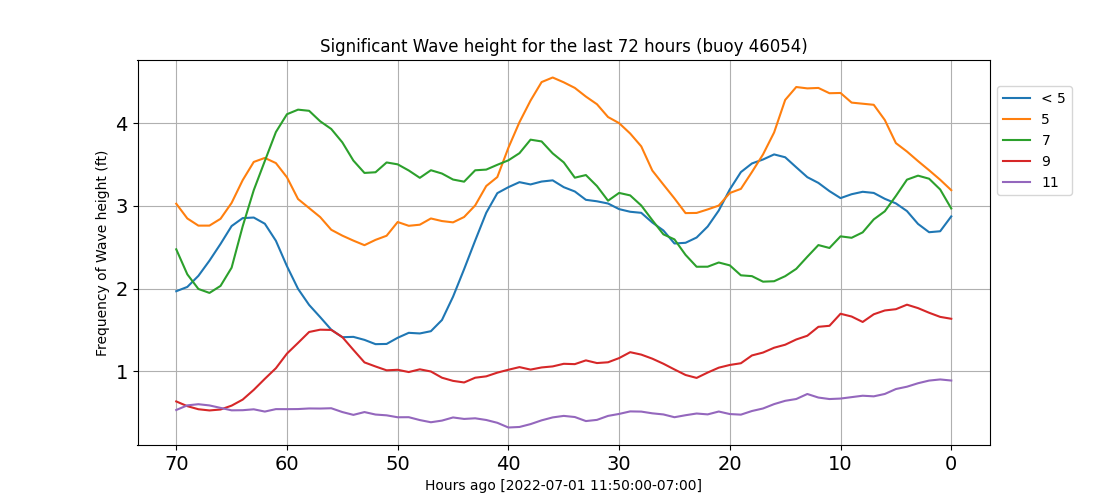 Significant Wave height for the last 72 hours (buoy 46054)
Frequency of Wave height (ft)
4
3
2
1
70 60 50 40 30 20 10 0
Hours ago [2022-07-01 11:50:00-07:00]
< 5
5
7
9
11